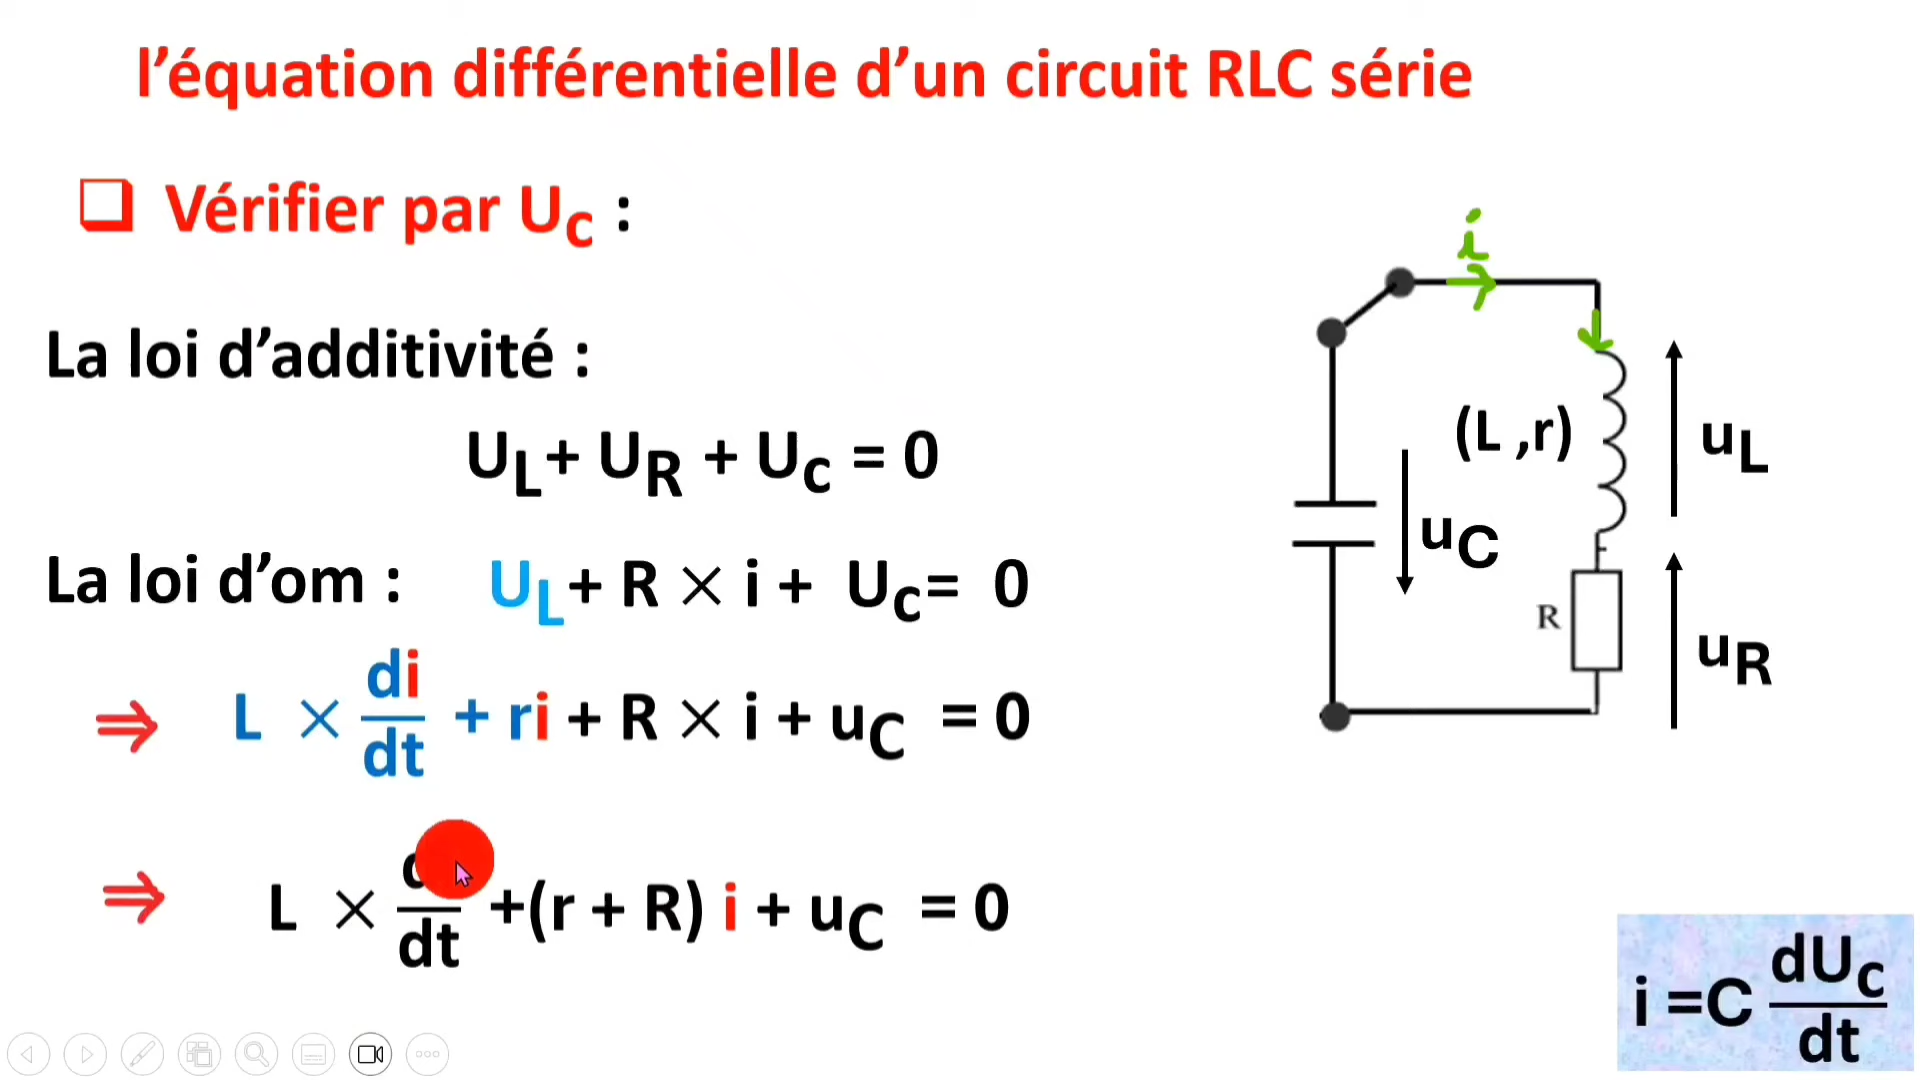 l’équation différentielle d’un circuit RLC série
❑ Vérifier par UC :
La loi d’additivité :
UL+ UR + UC = 0
La loi d’om : UL+ R × i + UC= 0
⇒ L × di/dt + ri + R × i + uC = 0
⇒ L × /dt +(r + R) i + uC = 0
i
(L ,r)
uL
uC
R
uR
i =C dUC/dt